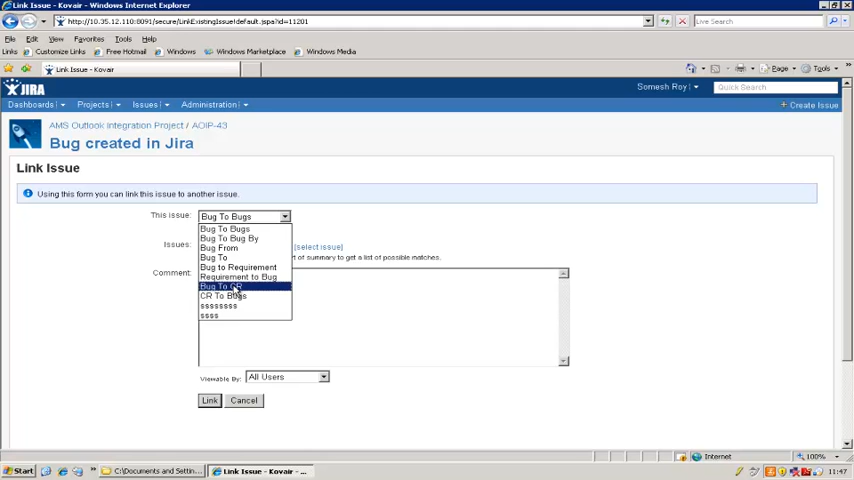 Link Issue - Kovair - Windows Internet Explorer
http://10.35.12.110:8091/secure/LinkExistingIssue!default.jspa?id=11201
Live Search
File Edit View Favorites Tools Help
Links Customize Links Free Hotmail Windows Windows Marketplace Windows Media
Link Issue - Kovair
Page Tools
JIRA
Somesh Roy
Quick Search
Dashboards Projects Issues Administration
Create Issue
AMS Outlook Integration Project / AOIP-43
Bug created in Jira
Link Issue
Using this form you can link this issue to another issue.
This issue: Bug To Bugs
Bug To Bugs
Bug To Bug By
Issues: Bug From [select issue]
Bug To rt of summary to get a list of possible matches.
Bug to Requirement
Comment: Requirement to Bug
Bug To CR
CR To Bugs
ssssssss
ssss
Viewable By: All Users
Link Cancel
Internet 100%
Start C:\Documents and Settin... Link Issue - Kovair - ... 11:47